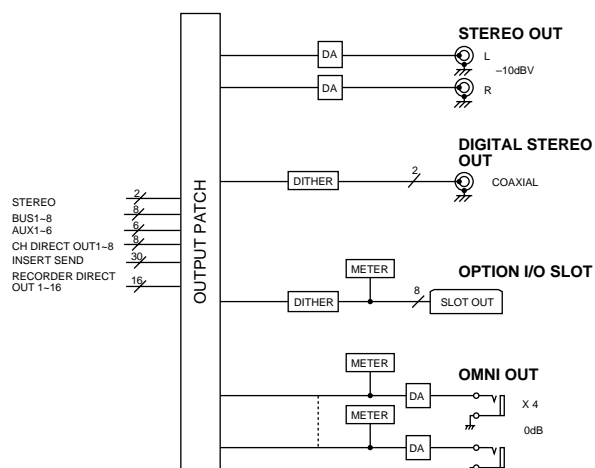 STEREO OUT
DA
L
–10dBV
DA
R
DIGITAL STEREO
OUT
DITHER
2
COAXIAL
STEREO
2
BUS1~8
8
AUX1~6
6
CH DIRECT OUT1~8
8
INSERT SEND
30
RECORDER DIRECT
OUT 1~16
16
OUTPUT PATCH
METER
OPTION I/O SLOT
DITHER
8
SLOT OUT
METER
OMNI OUT
DA
X 4
METER
0dB
DA